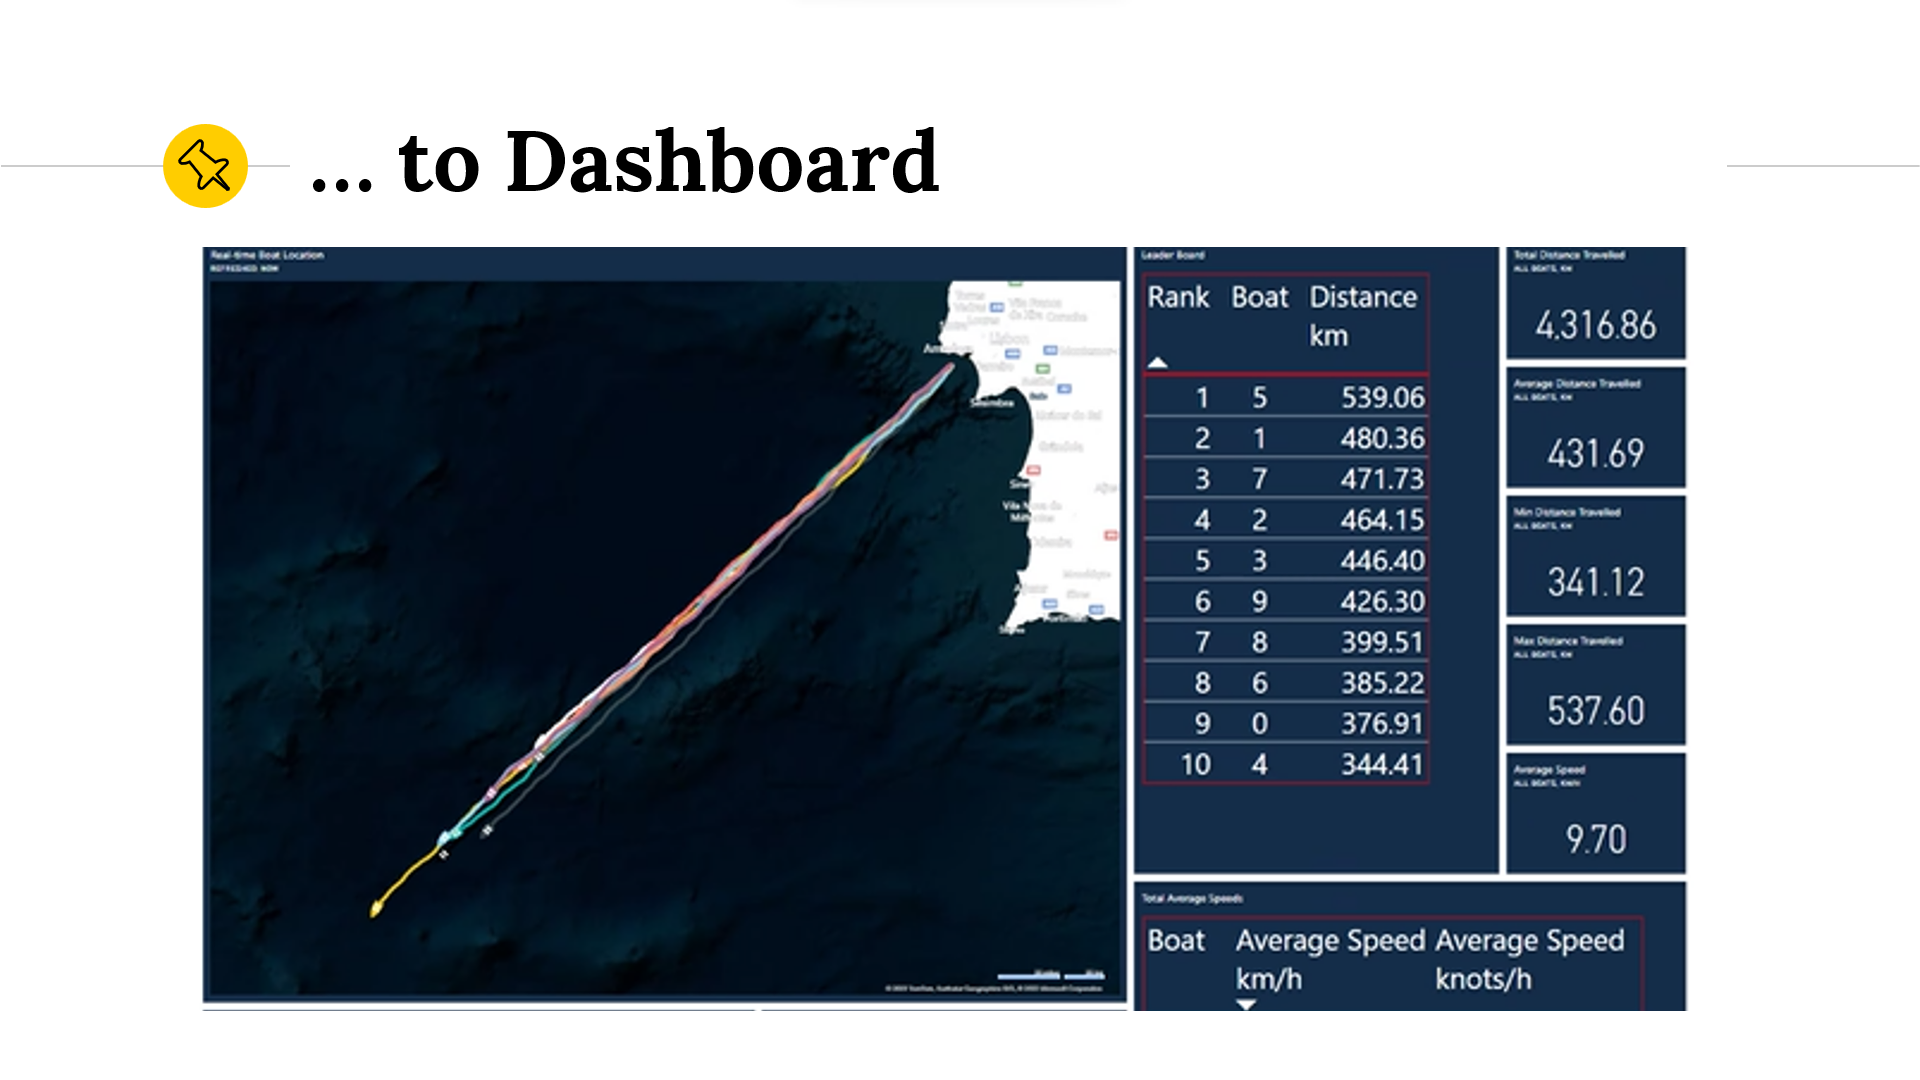 ... to Dashboard
Real-time Boat Location
REFRESHED: NOW
Lisbon
Sesimbra
Grândola
Leader Board
Rank Boat Distance
km
1 5 539.06
2 1 480.36
3 7 471.73
4 2 464.15
5 3 446.40
6 9 426.30
7 8 399.51
8 6 385.22
9 0 376.91
10 4 344.41
Total Distance Travelled
ALL BOATS, KM
4,316.86
Average Distance Travelled
ALL BOATS, KM
431.69
Min Distance Travelled
ALL BOATS, KM
341.12
Max Distance Travelled
ALL BOATS, KM
537.60
Average Speed
ALL BOATS, KM/H
9.70
Total Average Speeds
Boat Average Speed Average Speed
km/h knots/h